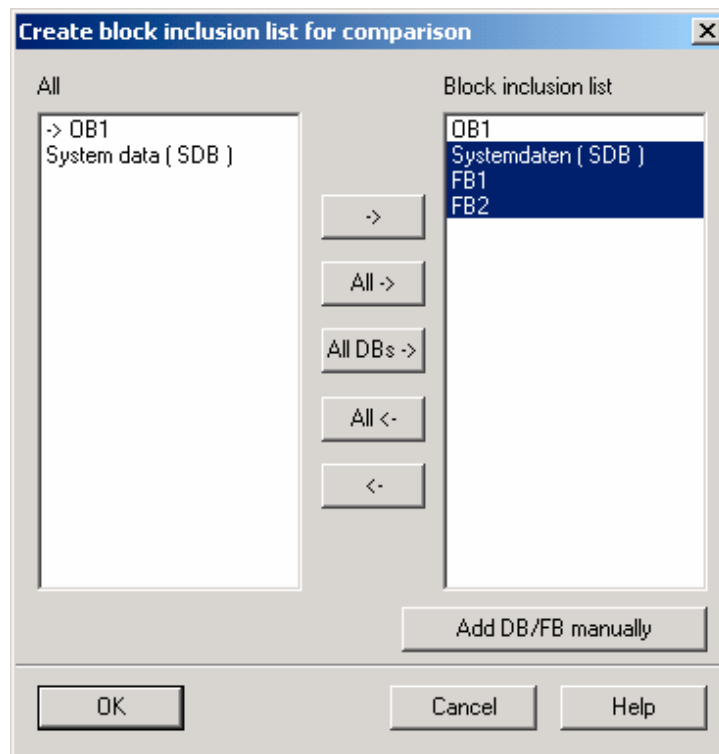 Create block inclusion list for comparison
All
Block inclusion list
-> OB1
System data ( SDB )
OB1
Systemdaten ( SDB )
FB1
FB2
->
All ->
All DBs ->
All <-
<-
Add DB/FB manually
OK
Cancel
Help